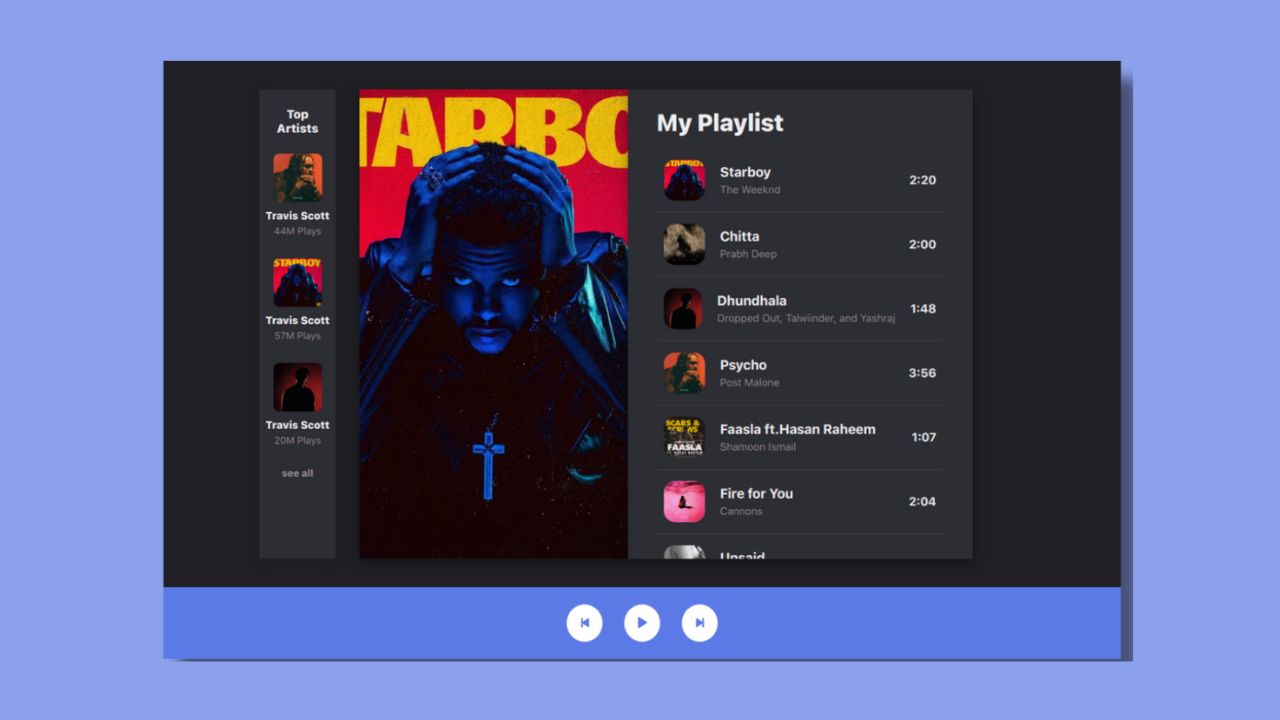 Top
Artists
Travis Scott
44M Plays
STARBOY
Travis Scott
57M Plays
Travis Scott
20M Plays
see all
TARBO
My Playlist
STARBOY
Starboy
The Weeknd
2:20
Chitta
Prabh Deep
2:00
Dhundhala
Dropped Out, Talwiinder, and Yashraj
1:48
Psycho
Post Malone
3:56
SCARS &
FAASLA
Faasla ft.Hasan Raheem
Shamoon Ismail
1:07
Fire for You
Cannons
2:04
Unsaid